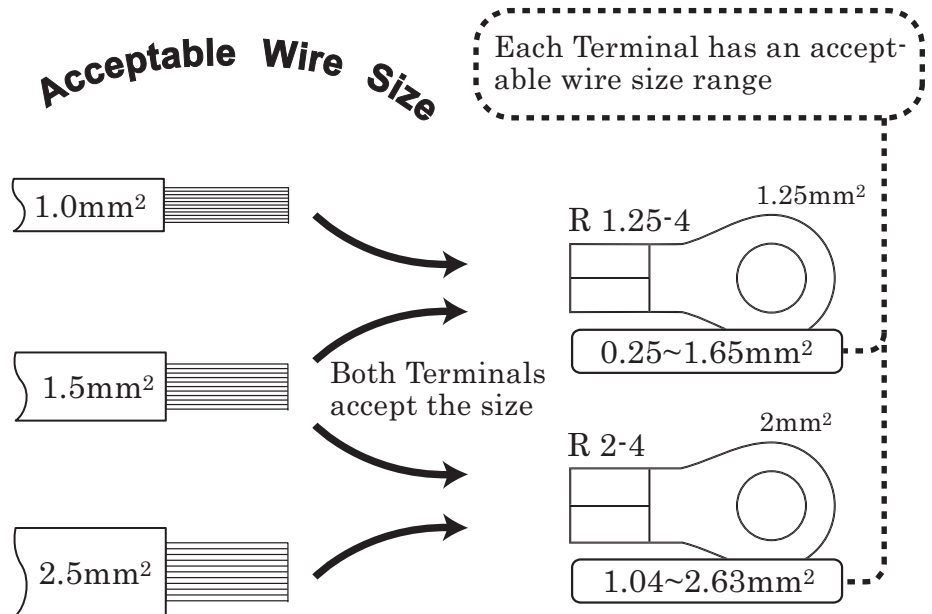 Acceptable Wire Size
Each Terminal has an accept-
able wire size range
1.0mm²
R 1.25-4
1.25mm²
0.25~1.65mm²
1.5mm²
Both Terminals
accept the size
R 2-4
2mm²
2.5mm²
1.04~2.63mm²